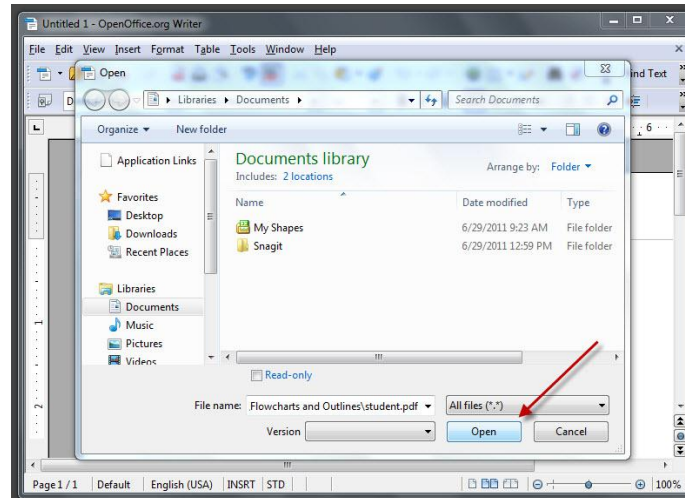 Untitled 1 - OpenOffice.org Writer
File Edit View Insert Format Table Tools Window Help
Open
ind Text
Libraries Documents
Search Documents
Organize New folder
6
Application Links
Documents library
Includes: 2 locations
Arrange by: Folder
Favorites
Name Date modified Type
Desktop
My Shapes 6/29/2011 9:23 AM File folder
Downloads
Snagit 6/29/2011 12:59 PM File folder
Recent Places
Libraries
Documents
Music
Pictures
Videos
Read-only
File name: Flowcharts and Outlines\student.pdf All files (*.*)
Version Open Cancel
Page 1 / 1 Default English (USA) INSRT STD 100%